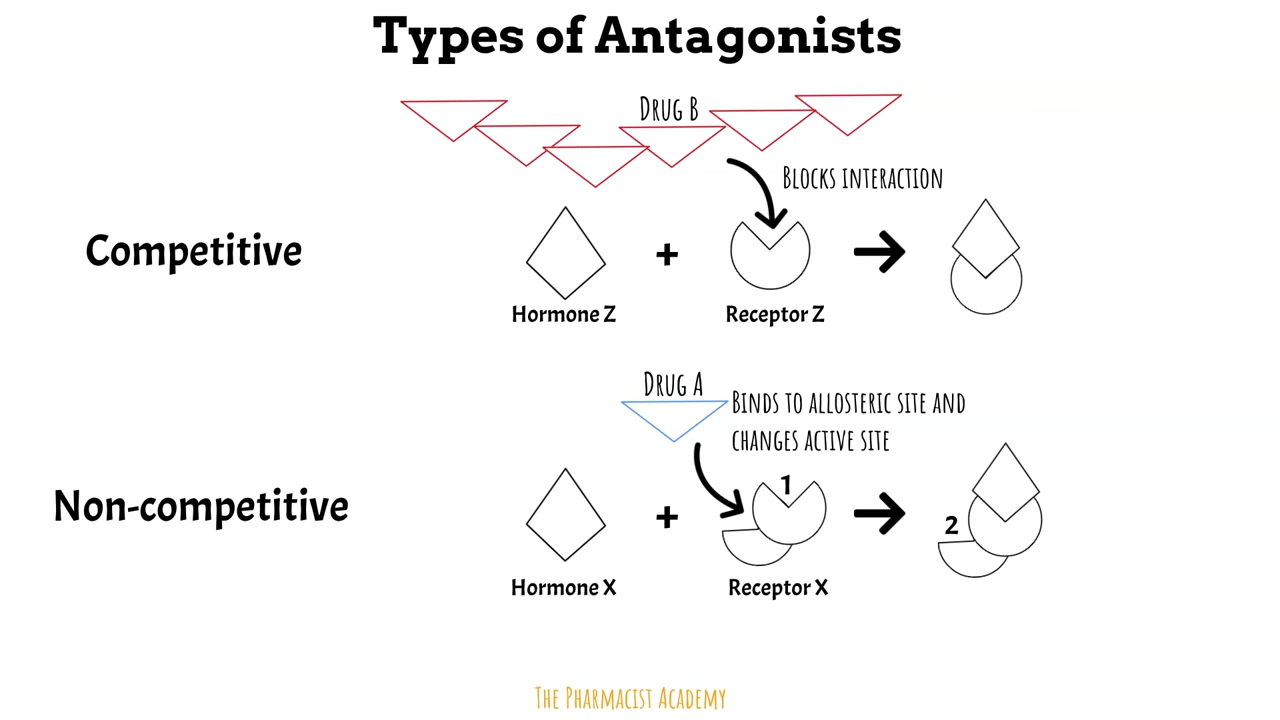 Types of Antagonists
Drug B
Blocks interaction
Competitive
+
Hormone Z
Receptor Z
Drug A
Binds to allosteric site and
changes active site
Non-competitive
+
1
2
Hormone X
Receptor X
The Pharmacist Academy